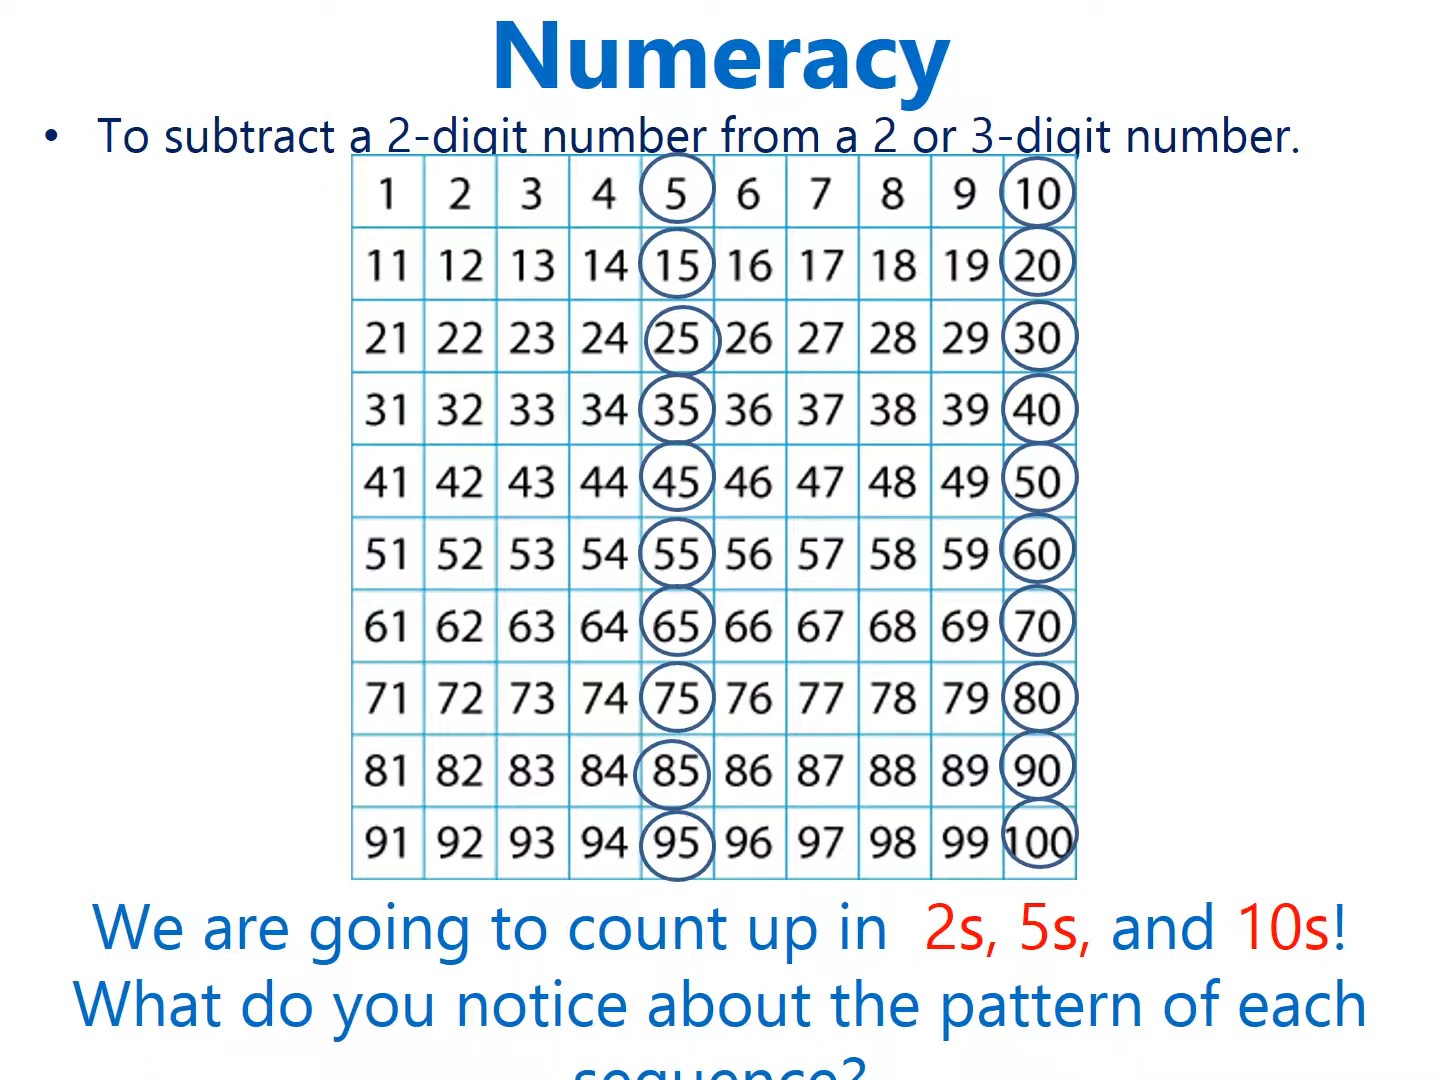 Numeracy
• To subtract a 2-digit number from a 2 or 3-digit number.
1 2 3 4 5 6 7 8 9 10
11 12 13 14 15 16 17 18 19 20
21 22 23 24 25 26 27 28 29 30
31 32 33 34 35 36 37 38 39 40
41 42 43 44 45 46 47 48 49 50
51 52 53 54 55 56 57 58 59 60
61 62 63 64 65 66 67 68 69 70
71 72 73 74 75 76 77 78 79 80
81 82 83 84 85 86 87 88 89 90
91 92 93 94 95 96 97 98 99 100
We are going to count up in 2s, 5s, and 10s!
What do you notice about the pattern of each
sequence?